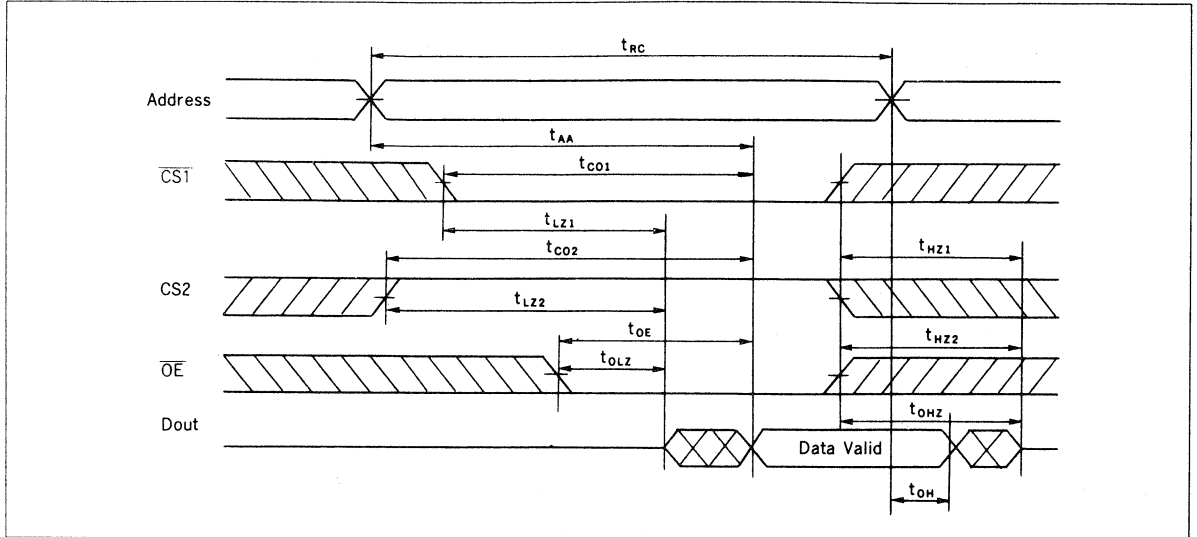 tRC
Address
tAA
CS1
tCO1
tLZ1
tCO2
tHZ1
CS2
tLZ2
tOE
tHZ2
OE
tOLZ
tOHZ
Dout
Data Valid
tOH